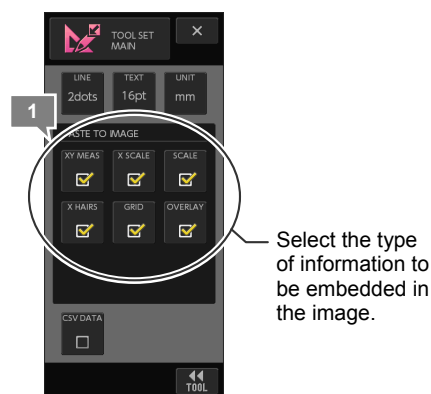 TOOL SET
MAIN
×
LINE
2dots
TEXT
16pt
UNIT
mm
1
PASTE TO IMAGE
XY MEAS
X SCALE
SCALE
X HAIRS
GRID
OVERLAY
Select the type
of information to
be embedded in
the image.
CSV DATA
TOOL